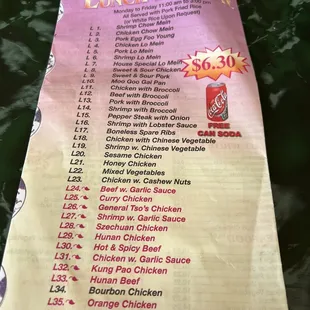 Monday to Friday 11:00 am to 3:00 pm
All Served with Pork Fried Rice
(or White Rice Upon Request)
L 1. Shrimp Chow Mein
L 2. Chicken Chow Mein
L 3. Pork Egg Foo Young
L 4. Chicken Lo Mein
L 5. Pork Lo Mein
L 6. Shrimp Lo Mein
L 7. House Special Lo Mein
L 8. Sweet & Sour Chicken
L 9. Sweet & Sour Pork
L10. Moo Goo Gai Pan
L11. Chicken with Broccoli
L12. Beef with Broccoli
L13. Pork with Broccoli
L14. Shrimp with Broccoli
L15. Pepper Steak with Onion
L16. Shrimp with Lobster Sauce
L17. Boneless Spare Ribs
L18. Chicken with Chinese Vegetable
L19. Shrimp w. Chinese Vegetable
L20. Sesame Chicken
L21. Honey Chicken
L22. Mixed Vegetables
L23. Chicken w. Cashew Nuts
L24. Beef w. Garlic Sauce
L25. Curry Chicken
L26. General Tso's Chicken
L27. Shrimp w. Garlic Sauce
L28. Szechuan Chicken
L29. Hunan Chicken
L30. Hot & Spicy Beef
L31. Chicken w. Garlic Sauce
L32. Kung Pao Chicken
L33. Hunan Beef
L34. Bourbon Chicken
L35. Orange Chicken
$6.30
Coca-Cola
FREE
CAN SODA